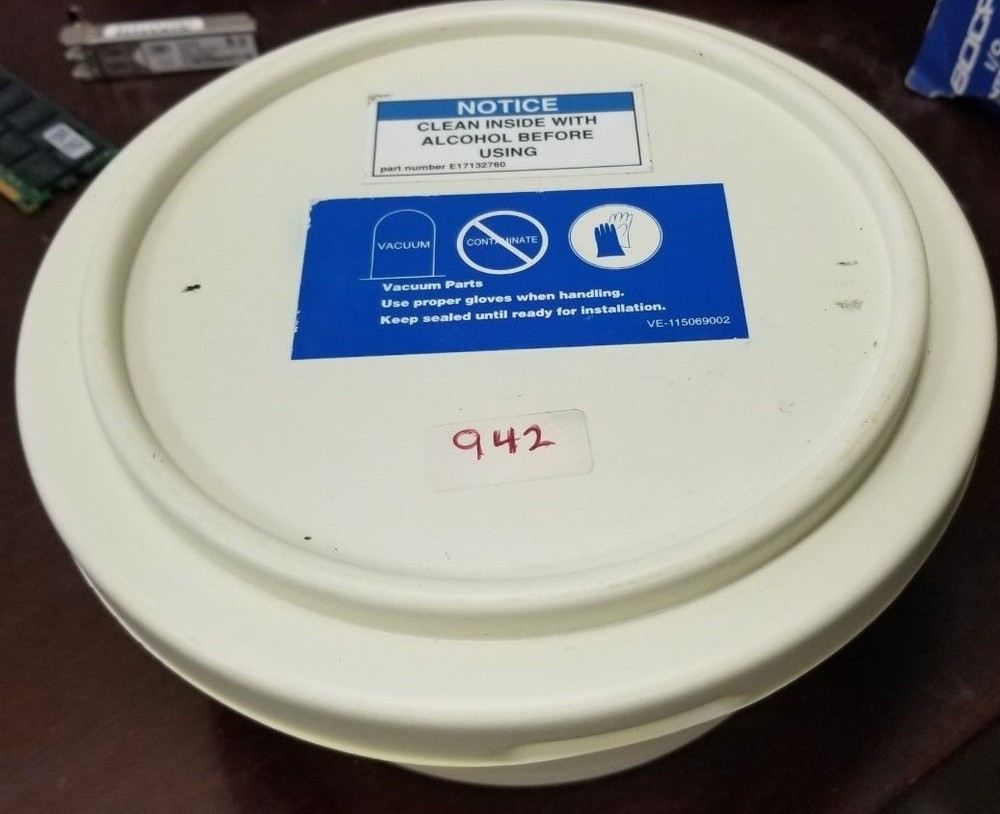 NOTICE
CLEAN INSIDE WITH
ALCOHOL BEFORE
USING
part number E17132760
VACUUM
CONTAMINATE
Vacuum Parts
Use proper gloves when handling.
Keep sealed until ready for installation.
VE-115069002
942